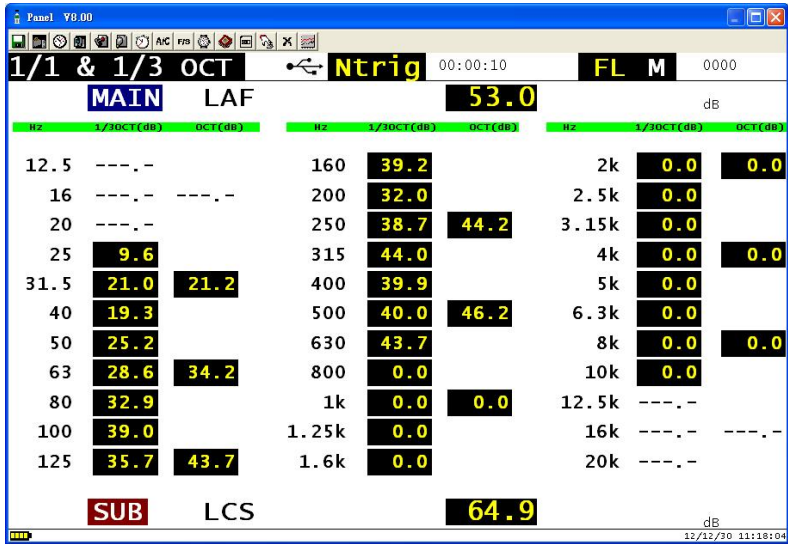 Panel V8.00
A/C F/S
1/1 & 1/3 OCT Ntrig 00:00:10 FL M 0000
MAIN LAF 53.0 dB
Hz 1/3OCT(dB) OCT(dB) Hz 1/3OCT(dB) OCT(dB) Hz 1/3OCT(dB) OCT(dB)
12.5 ---.- 160 39.2 2k 0.0 0.0
16 ---.- ---.- 200 32.0 2.5k 0.0
20 ---.- 250 38.7 44.2 3.15k 0.0
25 9.6 315 44.0 4k 0.0 0.0
31.5 21.0 21.2 400 39.9 5k 0.0
40 19.3 500 40.0 46.2 6.3k 0.0
50 25.2 630 43.7 8k 0.0 0.0
63 28.6 34.2 800 0.0 10k 0.0
80 32.9 1k 0.0 0.0 12.5k ---.-
100 39.0 1.25k 0.0 16k ---.- ---.-
125 35.7 43.7 1.6k 0.0 20k ---.-
SUB LCS 64.9 dB
12/12/30 11:18:04